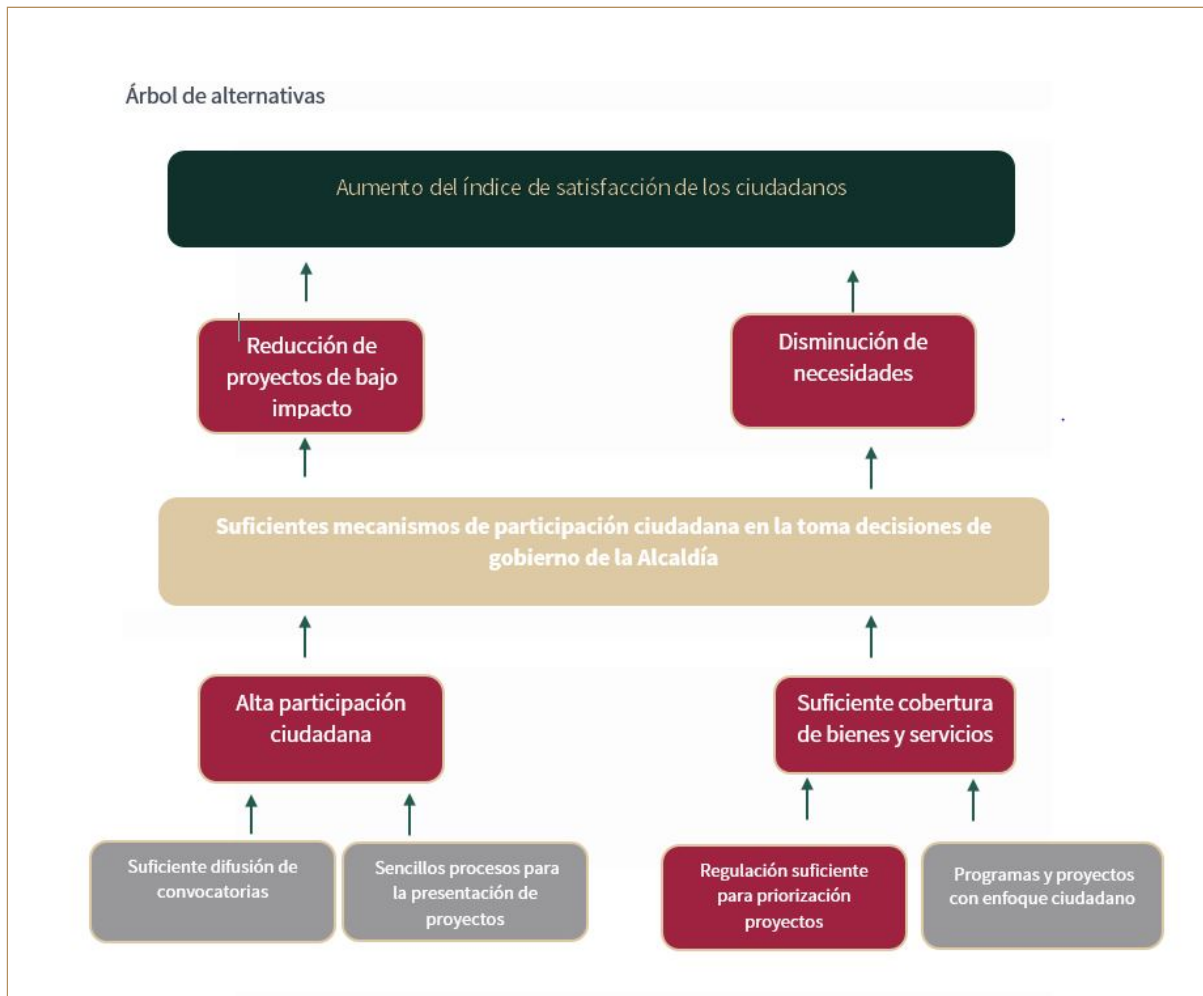 Árbol de alternativas
Aumento del índice de satisfacción de los ciudadanos
Reducción de
proyectos de bajo
impacto
Disminución de
necesidades
Suficientes mecanismos de participación ciudadana en la toma decisiones de
gobierno de la Alcaldía
Alta participación
ciudadana
Suficiente cobertura
de bienes y servicios
Suficiente difusión de
convocatorias
Sencillos procesos para
la presentación de
proyectos
Regulación suficiente
para priorización
proyectos
Programas y proyectos
con enfoque ciudadano